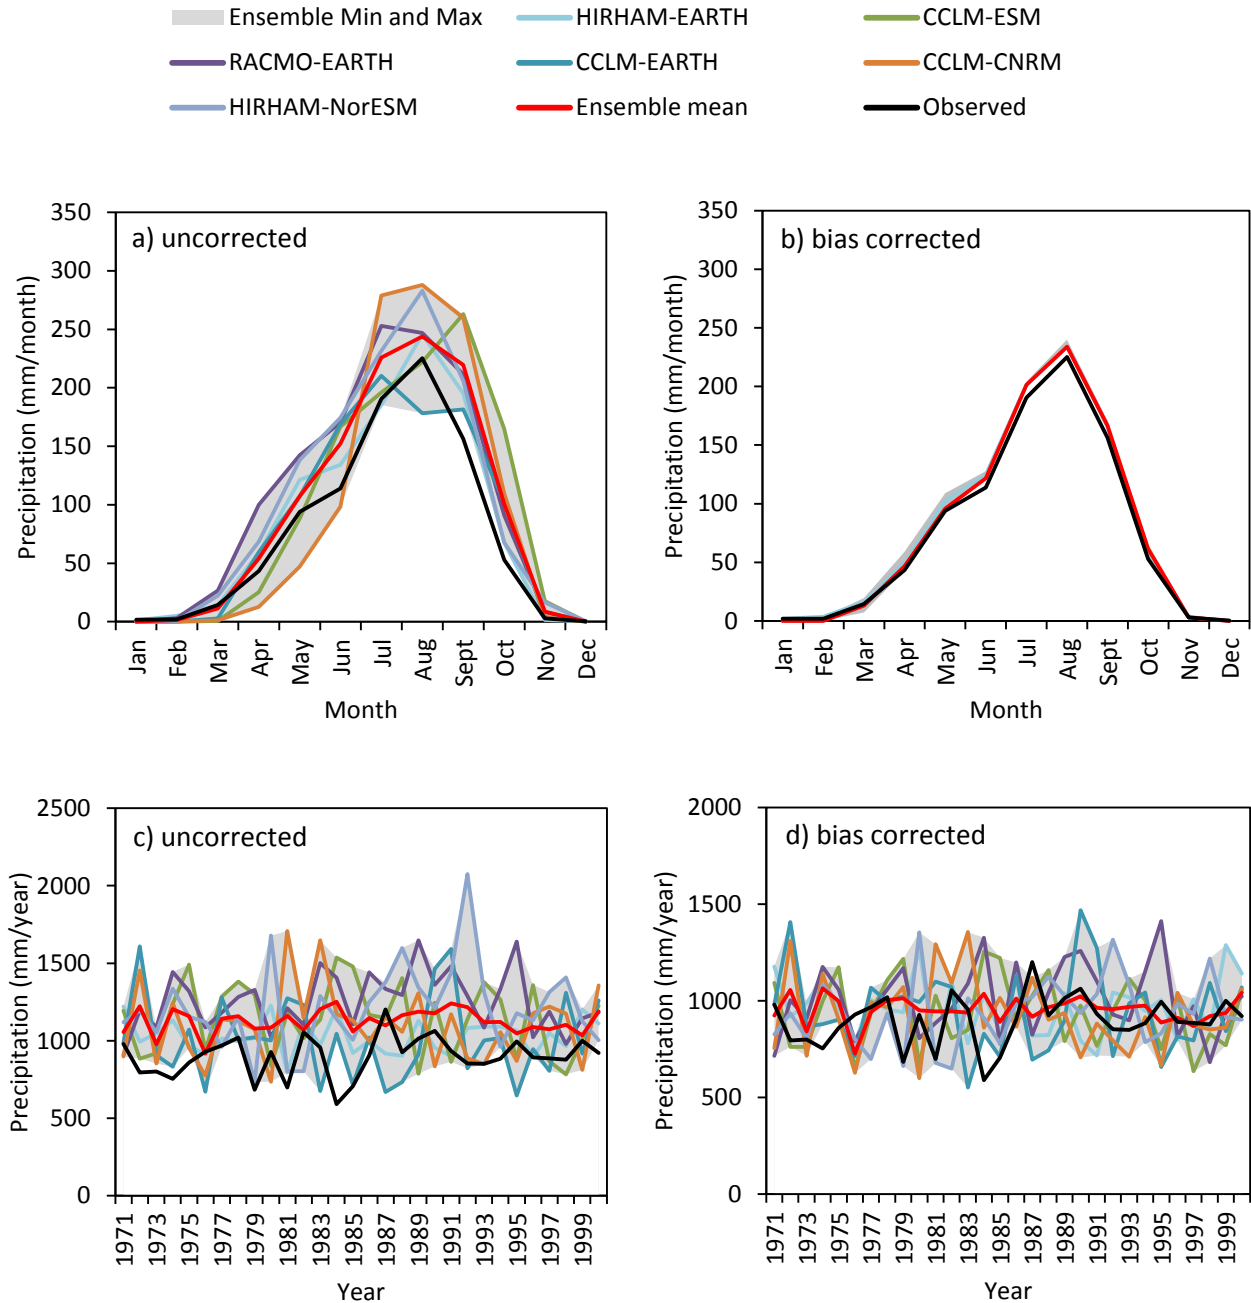 Ensemble Min and Max HIRHAM-EARTH CCLM-ESM
RACMO-EARTH CCLM-EARTH CCLM-CNRM
HIRHAM-NorESM Ensemble mean Observed
a) uncorrected
Precipitation (mm/month)
350
300
250
200
150
100
50
0
Jan Feb Mar Apr May Jun Jul Aug Sept Oct Nov Dec
Month
b) bias corrected
Precipitation (mm/month)
350
300
250
200
150
100
50
0
Jan Feb Mar Apr May Jun Jul Aug Sept Oct Nov Dec
Month
c) uncorrected
Precipitation (mm/year)
2500
2000
1500
1000
500
0
1971 1973 1975 1977 1979 1981 1983 1985 1987 1989 1991 1993 1995 1997 1999
Year
d) bias corrected
Precipitation (mm/year)
2000
1500
1000
500
0
1971 1973 1975 1977 1979 1981 1983 1985 1987 1989 1991 1993 1995 1997 1999
Year